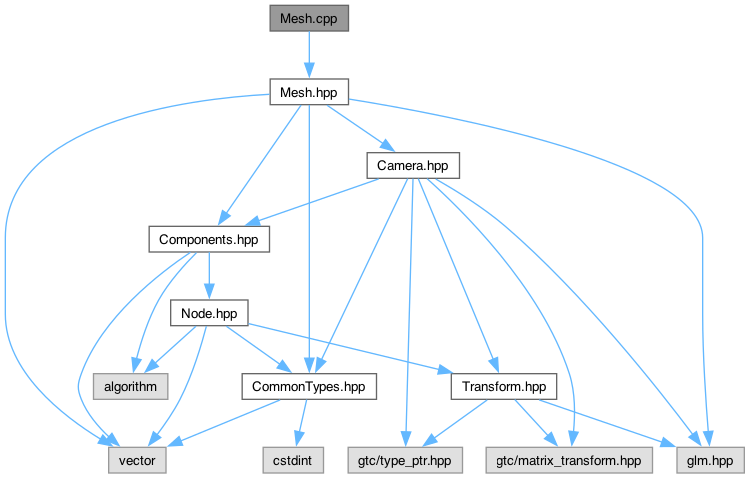 Mesh.cpp
Mesh.hpp
Camera.hpp
Components.hpp
Node.hpp
algorithm
CommonTypes.hpp
Transform.hpp
vector
cstdint
gtc/type_ptr.hpp
gtc/matrix_transform.hpp
glm.hpp